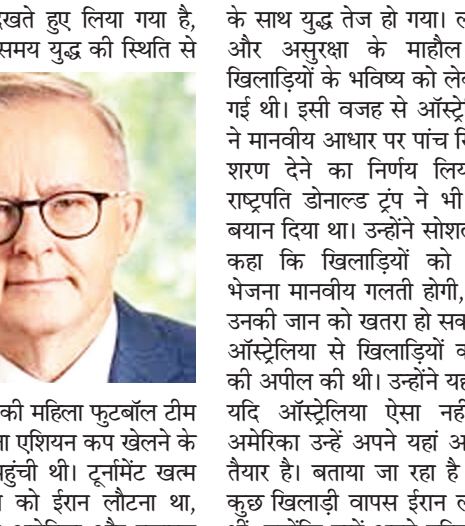 खते हुए लिया गया है,
समय युद्ध की स्थिति से
की महिला फुटबॉल टीम
ा एशियन कप खेलने के
हुंची थी। टूर्नामेंट खत्म
को ईरान लौटना था,
के साथ युद्ध तेज हो गया। ल
और असुरक्षा के माहौल
खिलाड़ियों के भविष्य को लेक
गई थी। इसी वजह से ऑस्ट्रे
ने मानवीय आधार पर पांच खि
शरण देने का निर्णय लिय
राष्ट्रपति डोनाल्ड ट्रंप ने भी
बयान दिया था। उन्होंने सोशल
कहा कि खिलाड़ियों को
भेजना मानवीय गलती होगी,
उनकी जान को खतरा हो सक
ऑस्ट्रेलिया से खिलाड़ियों क
की अपील की थी। उन्होंने यह
यदि ऑस्ट्रेलिया ऐसा नहीं
अमेरिका उन्हें अपने यहां अ
तैयार है। बताया जा रहा है
कुछ खिलाड़ी वापस ईरान ल